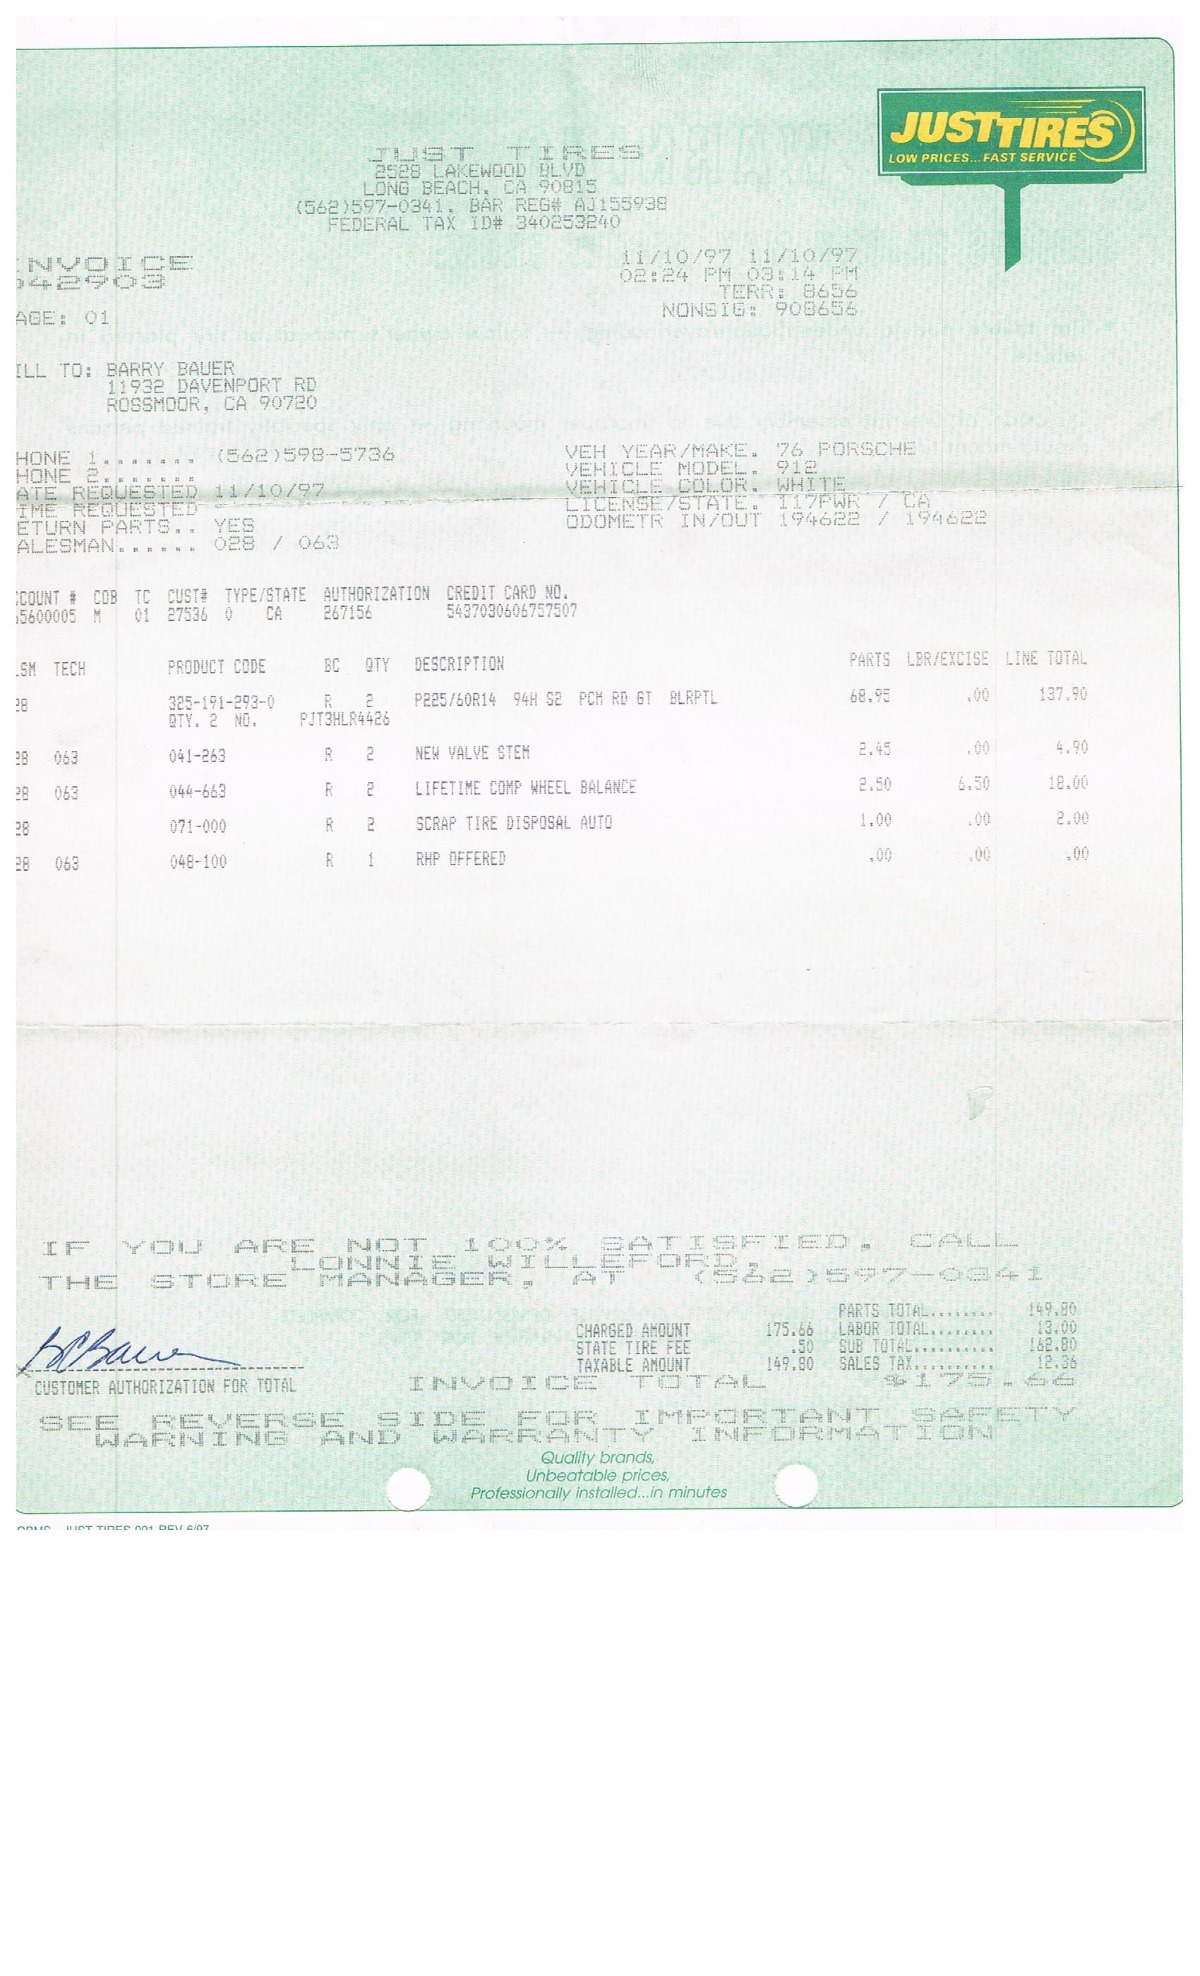 JUSTTIRES
LOW PRICES...FAST SERVICE
JUST TIRES
2528 LAKEWOOD BLVD
LONG BEACH, CA 90815
(562)597-0341, BAR REG# AJ155938
FEDERAL TAX ID# 340253240
NVOICE 11/10/97 11/10/97
42903 02:24 PM 03:14 PM
TERR: 8656
AGE: 01 NONSIG: 908656
ILL TO: BARRY BAUER
11932 DAVENPORT RD
ROSSMOOR, CA 90720
HONE 1....... (562)598-5736 VEH YEAR/MAKE. 76 PORSCHE
HONE 2....... VEHICLE MODEL. 912
ATE REQUESTED 11/10/97 VEHICLE COLOR. WHITE
IME REQUESTED LICENSE/STATE. 117PWR / CA
ETURN PARTS.. YES ODOMETR IN/OUT 194622 / 194622
ALESMAN...... 028 / 063
COUNT # COB TC CUST# TYPE/STATE AUTHORIZATION CREDIT CARD NO.
5600005 M 01 27536 0 CA 267156 5437030606757507
SM TECH PRODUCT CODE BC QTY DESCRIPTION PARTS LBR/EXCISE LINE TOTAL
28 325-191-293-0 R 2 P225/60R14 94H S2 PCM RD GT BLRPTL 68.95 .00 137.90
QTY. 2 NO. PJT3HLR4426
28 063 041-263 R 2 NEW VALVE STEM 2.45 .00 4.90
28 063 044-663 R 2 LIFETIME COMP WHEEL BALANCE 2.50 6.50 18.00
28 071-000 R 2 SCRAP TIRE DISPOSAL AUTO 1.00 .00 2.00
28 063 048-100 R 1 RHP OFFERED .00 .00 .00
IF YOU ARE NOT 100% SATISFIED, CALL
LONNIE WILLEFORD,
THE STORE MANAGER, AT (562)597-0341
PARTS TOTAL........ 149.80
CHARGED AMOUNT 175.66 LABOR TOTAL........ 13.00
STATE TIRE FEE .50 SUB TOTAL.......... 162.80
TAXABLE AMOUNT 149.80 SALES TAX.......... 12.36
BCBauer
CUSTOMER AUTHORIZATION FOR TOTAL INVOICE TOTAL $175.66
SEE REVERSE SIDE FOR IMPORTANT SAFETY
WARNING AND WARRANTY INFORMATION
Quality brands,
Unbeatable prices,
Professionally installed...in minutes